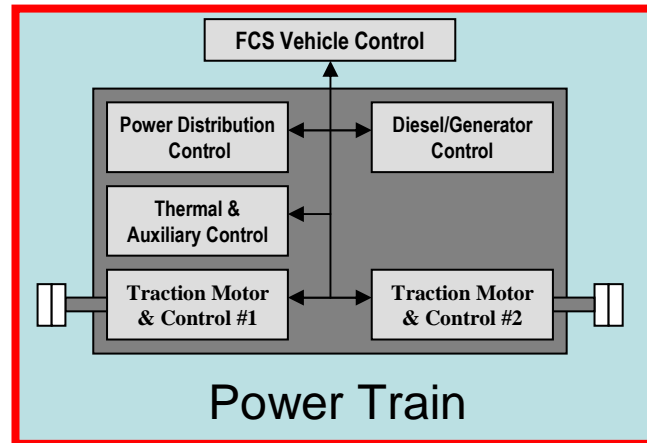 FCS Vehicle Control
Power Distribution
Control
Diesel/Generator
Control
Thermal &
Auxiliary Control
Traction Motor
& Control #1
Traction Motor
& Control #2
Power Train